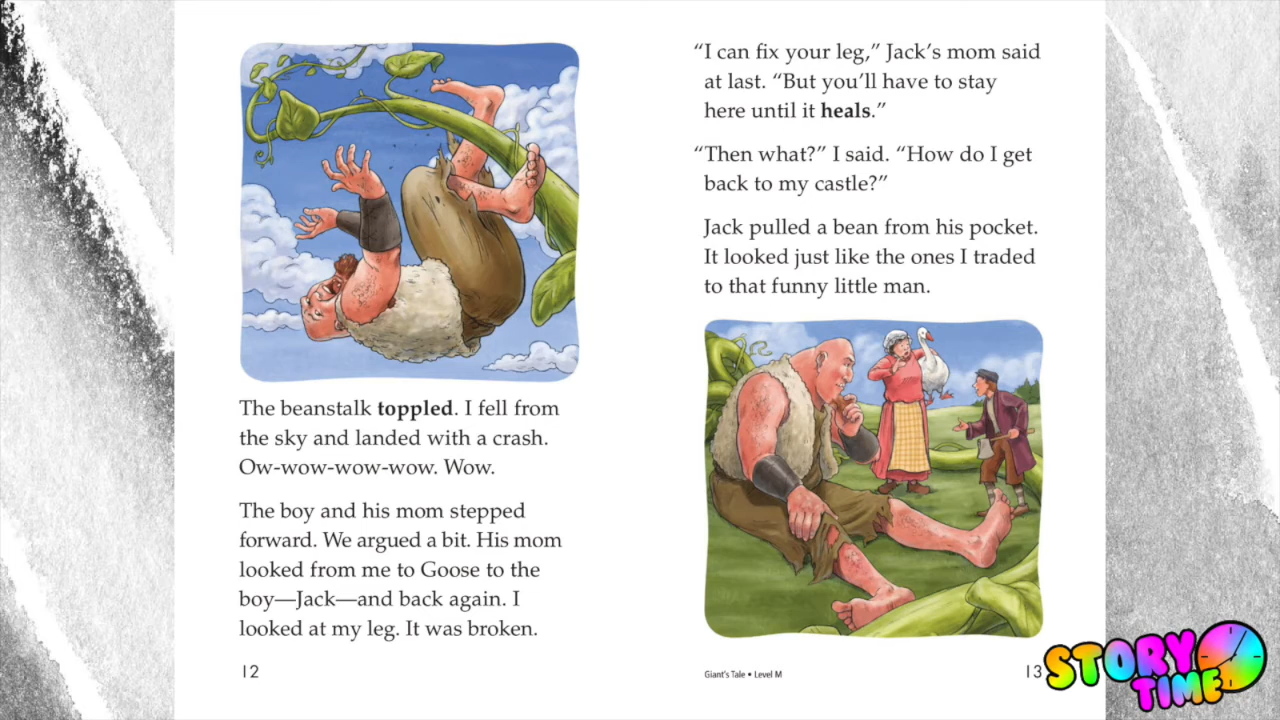 The beanstalk toppled. I fell from
the sky and landed with a crash.
Ow-wow-wow-wow. Wow.
The boy and his mom stepped
forward. We argued a bit. His mom
looked from me to Goose to the
boy—Jack—and back again. I
looked at my leg. It was broken.
12
“I can fix your leg,” Jack’s mom said
at last. “But you’ll have to stay
here until it heals.”
“Then what?” I said. “How do I get
back to my castle?”
Jack pulled a bean from his pocket.
It looked just like the ones I traded
to that funny little man.
Giant’s Tale • Level M
13
STORY
TIME